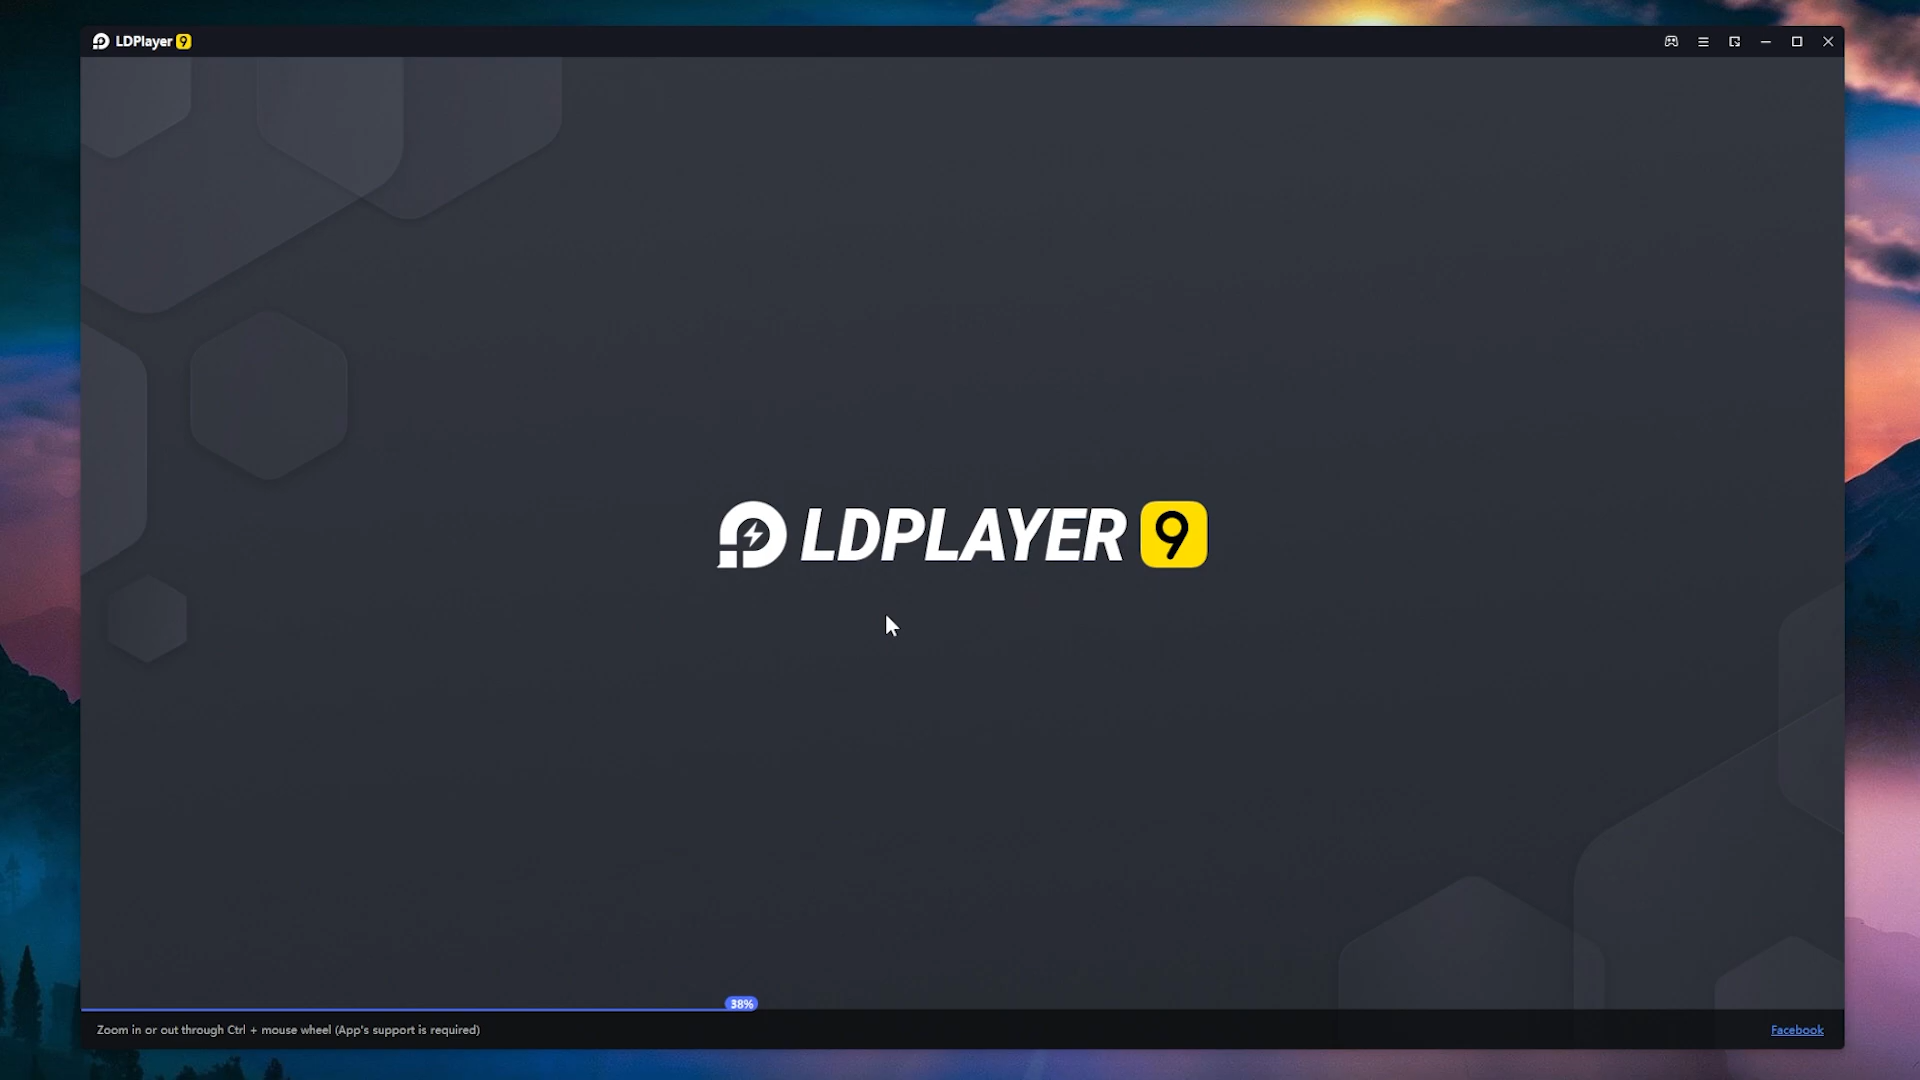 LDPlayer 9
LDPLAYER 9
38%
Zoom in or out through Ctrl + mouse wheel (App's support is required)
Facebook